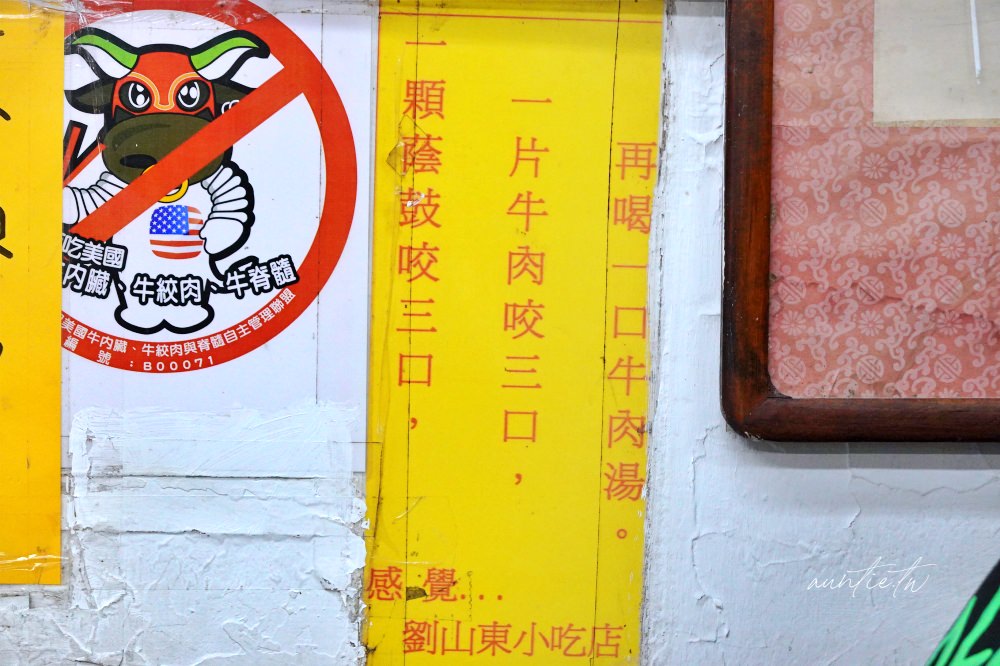 吃美國
內臟、牛絞肉、牛脊髓
美國牛內臟、牛絞肉與脊髓自主管理聯盟
編號：B00071
一顆蔭鼓咬三口，
一片牛肉咬三口，
再喝一口牛肉湯。
感覺...
劉山東小吃店
auntie.tw